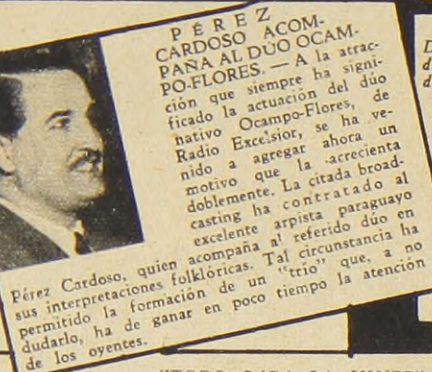 PÉREZ
CARDOSO ACOM-
PAÑA AL DÚO OCAM-
PO-FLORES. — A la atrac-
ción que siempre ha signi-
ficado la actuación del dúo
nativo Ocampo-Flores, de
Radio Excelsior, se ha ve-
nido a agregar ahora un
motivo que la acrecienta
doblemente. La citada broad-
casting ha contratado al
excelente arpista paraguayo
Pérez Cardoso, quien acompaña al referido dúo en
sus interpretaciones folklóricas. Tal circunstancia ha
permitido la formación de un "trío" que, a no
dudarlo, ha de ganar en poco tiempo la atención
de los oyentes.